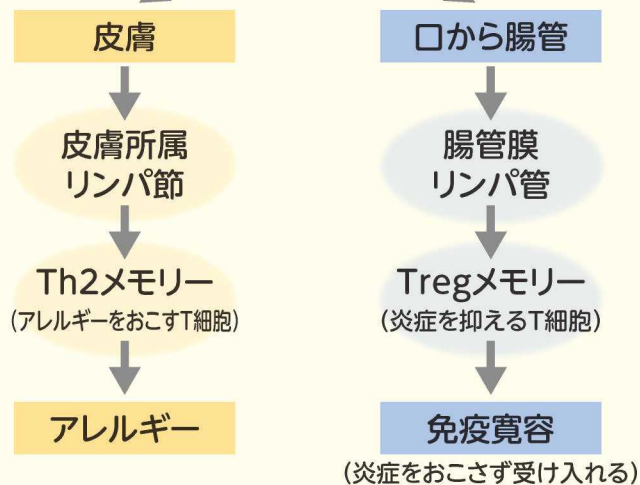 皮膚
皮膚所属
リンパ節
Th2メモリー
(アレルギーをおこすT細胞)
アレルギー
口から腸管
腸管膜
リンパ管
Tregメモリー
(炎症を抑えるT細胞)
免疫寛容
(炎症をおこさず受け入れる)